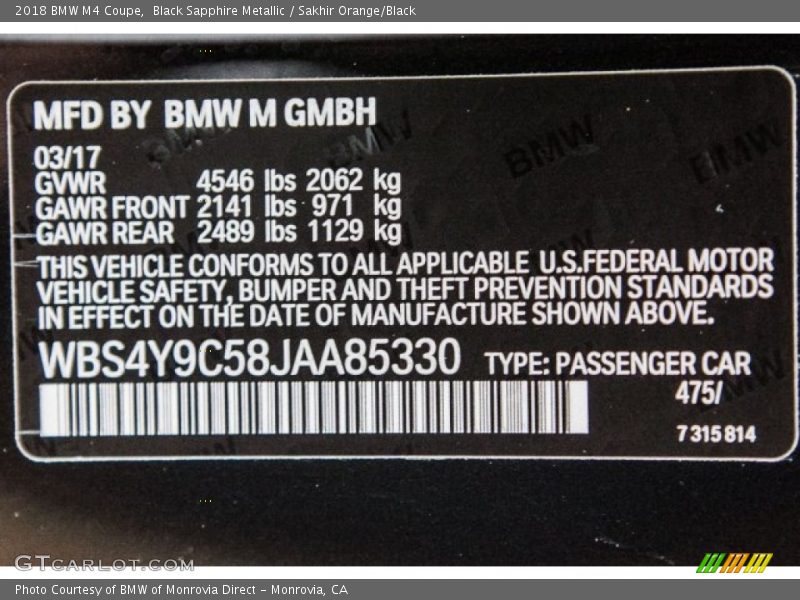 2018 BMW M4 Coupe,  Black Sapphire Metallic / Sakhir Orange/Black
MFD BY BMW M GMBH
03/17
GVWR 4546 lbs 2062 kg
GAWR FRONT 2141 lbs 971 kg
GAWR REAR 2489 lbs 1129 kg
THIS VEHICLE CONFORMS TO ALL APPLICABLE U.S.FEDERAL MOTOR
VEHICLE SAFETY, BUMPER AND THEFT PREVENTION STANDARDS
IN EFFECT ON THE DATE OF MANUFACTURE SHOWN ABOVE.
WBS4Y9C58JAA85330 TYPE: PASSENGER CAR
475/
7 315 814
GTCARLOT.COM
Photo Courtesy of BMW of Monrovia Direct - Monrovia, CA